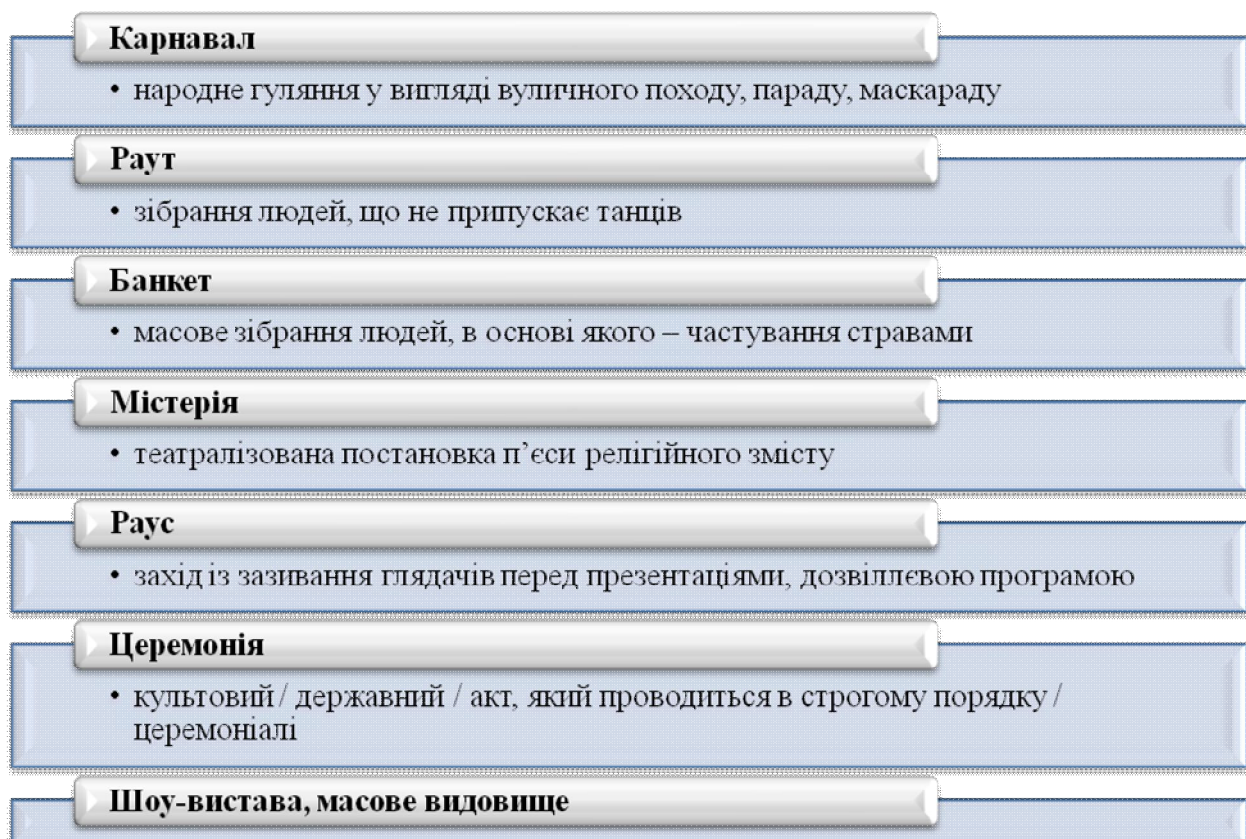 Карнавал
• народне гуляння у вигляді вуличного походу, параду, маскараду
Раут
• зібрання людей, що не припускає танців
Банкет
• масове зібрання людей, в основі якого – частування стравами
Містерія
• театралізована постановка п’єси релігійного змісту
Раус
• захід із зазивання глядачів перед презентаціями, дозвіллєвою програмою
Церемонія
• культовий / державний / акт, який проводиться в строгому порядку /
церемоніалі
Шоу-вистава, масове видовище